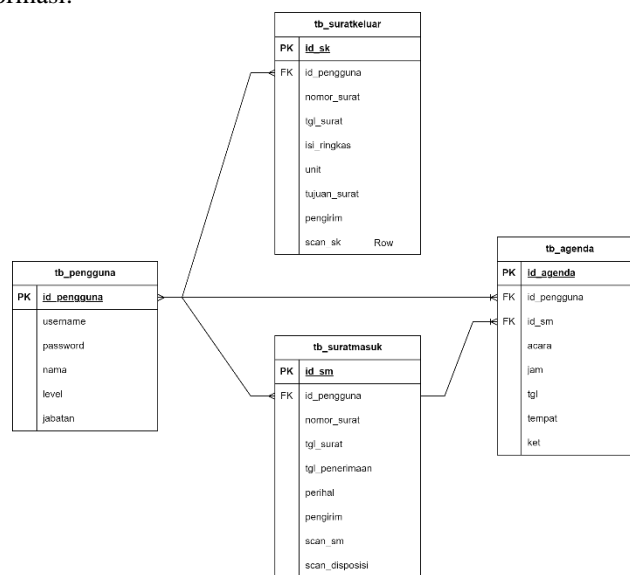 tb_suratkeluar
PK id_sk
FK id_pengguna
nomor_surat
tgl_surat
isi_ringkas
unit
tujuan_surat
pengirim
scan_sk Row
tb_pengguna
PK id_pengguna
username
password
nama
level
jabatan
tb_suratmasuk
PK id_sm
FK id_pengguna
nomor_surat
tgl_surat
tgl_penerimaan
perihal
pengirim
scan_sm
scan_disposisi
tb_agenda
PK id_agenda
FK id_pengguna
FK id_sm
acara
jam
tgl
tempat
ket